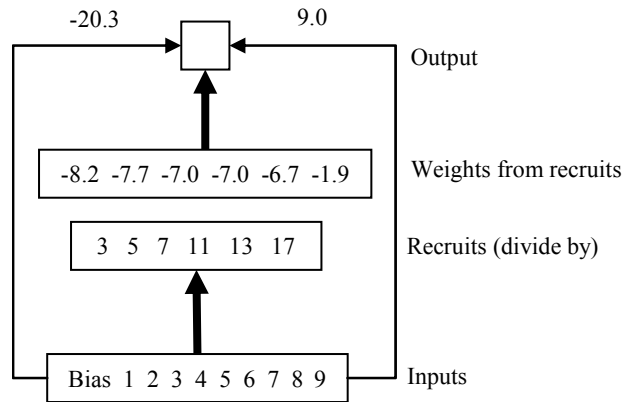 -20.3 9.0
Output
-8.2 -7.7 -7.0 -7.0 -6.7 -1.9 Weights from recruits
3 5 7 11 13 17 Recruits (divide by)
Bias 1 2 3 4 5 6 7 8 9 Inputs